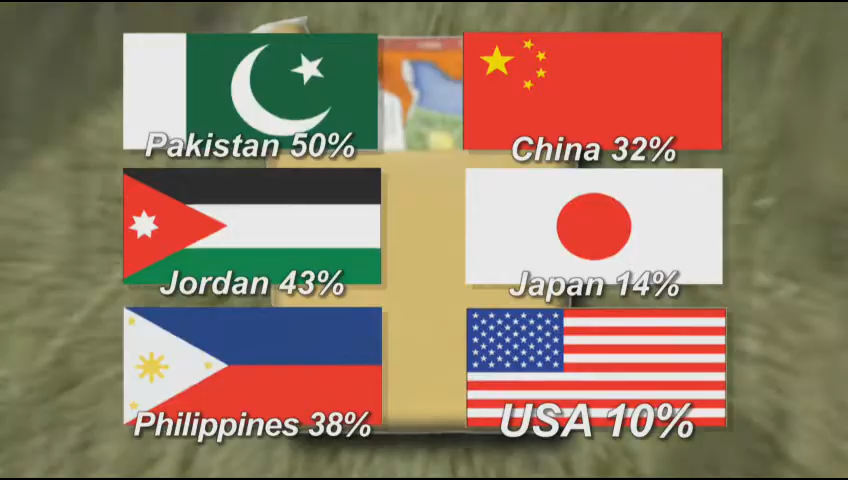 Pakistan 50%
China 32%
Jordan 43%
Japan 14%
Philippines 38%
USA 10%